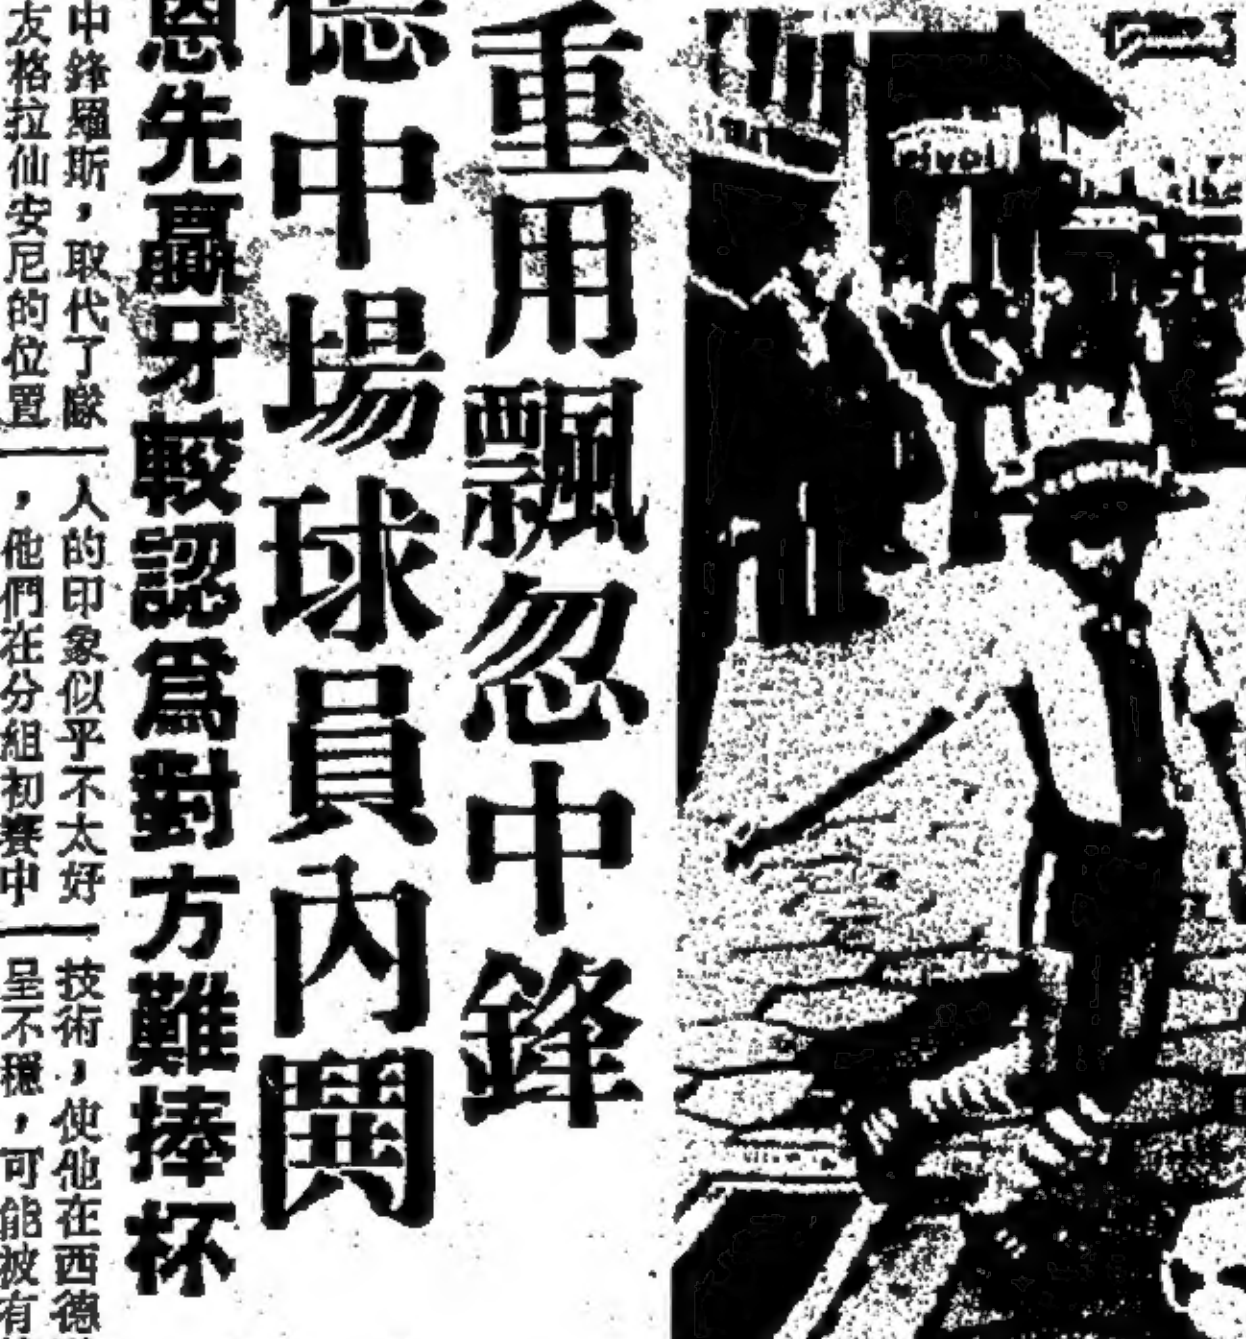 重用飄忽中鋒
德中場球員內鬨
恩先贏牙較認爲對方難捧杯
中鋒羅斯，取代了隊
友格拉仙安尼的位置
人的印象似乎不太好
，他們在分組初賽中
技術，使他在西德
呈不穩，可能被有